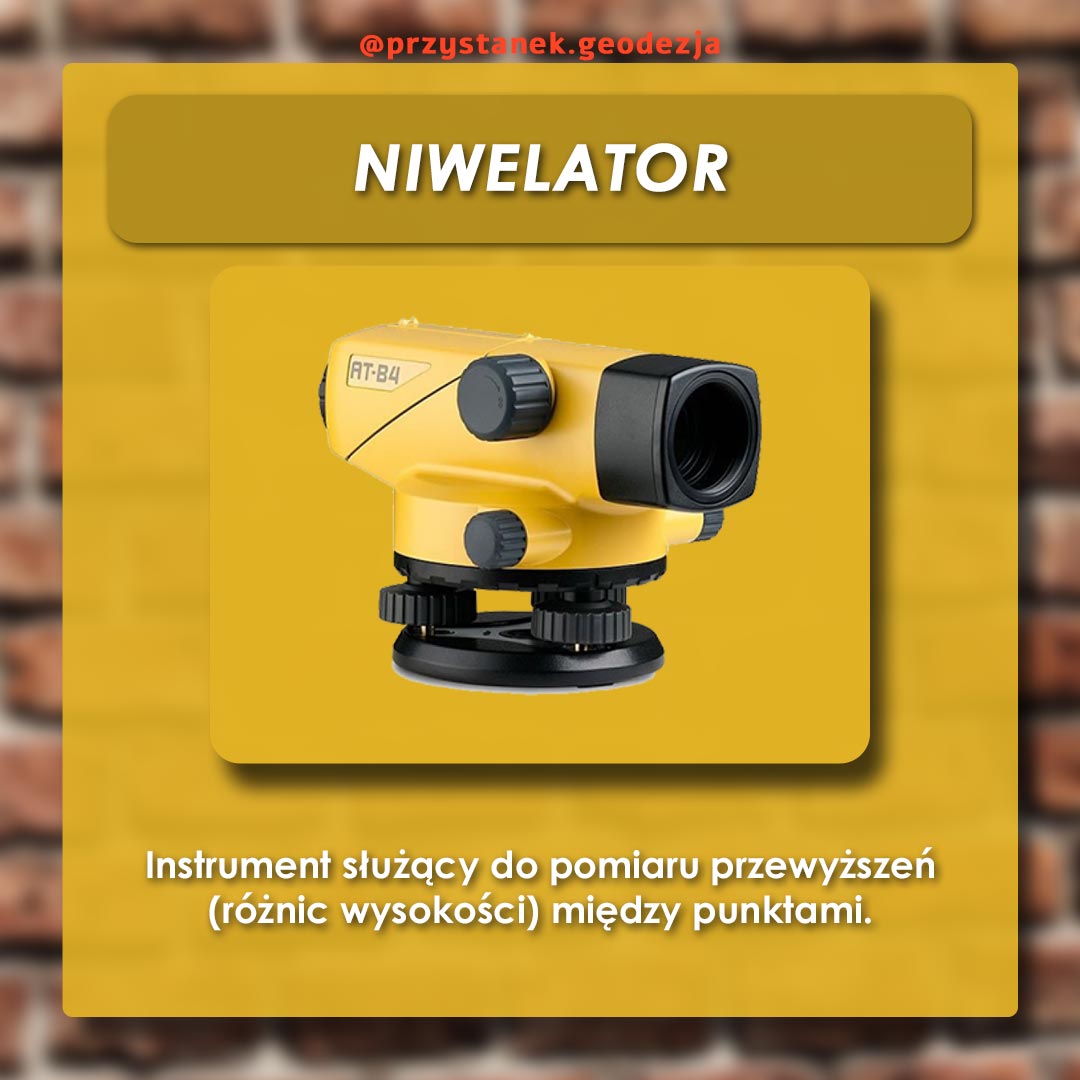 @przystanek.geodezja
NIWELATOR
AT-B4
Instrument służący do pomiaru przewyższeń
(różnic wysokości) między punktami.